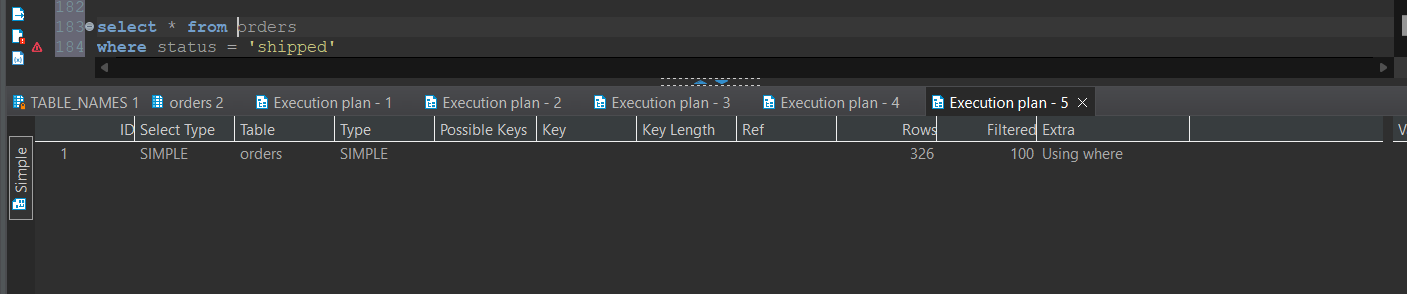 182
183 select * from orders
184 where status = 'shipped'
TABLE_NAMES 1 orders 2 Execution plan - 1 Execution plan - 2 Execution plan - 3 Execution plan - 4 Execution plan - 5
ID Select Type Table Type Possible Keys Key Key Length Ref Rows Filtered Extra V
1 SIMPLE orders SIMPLE 326 100 Using where
Simple